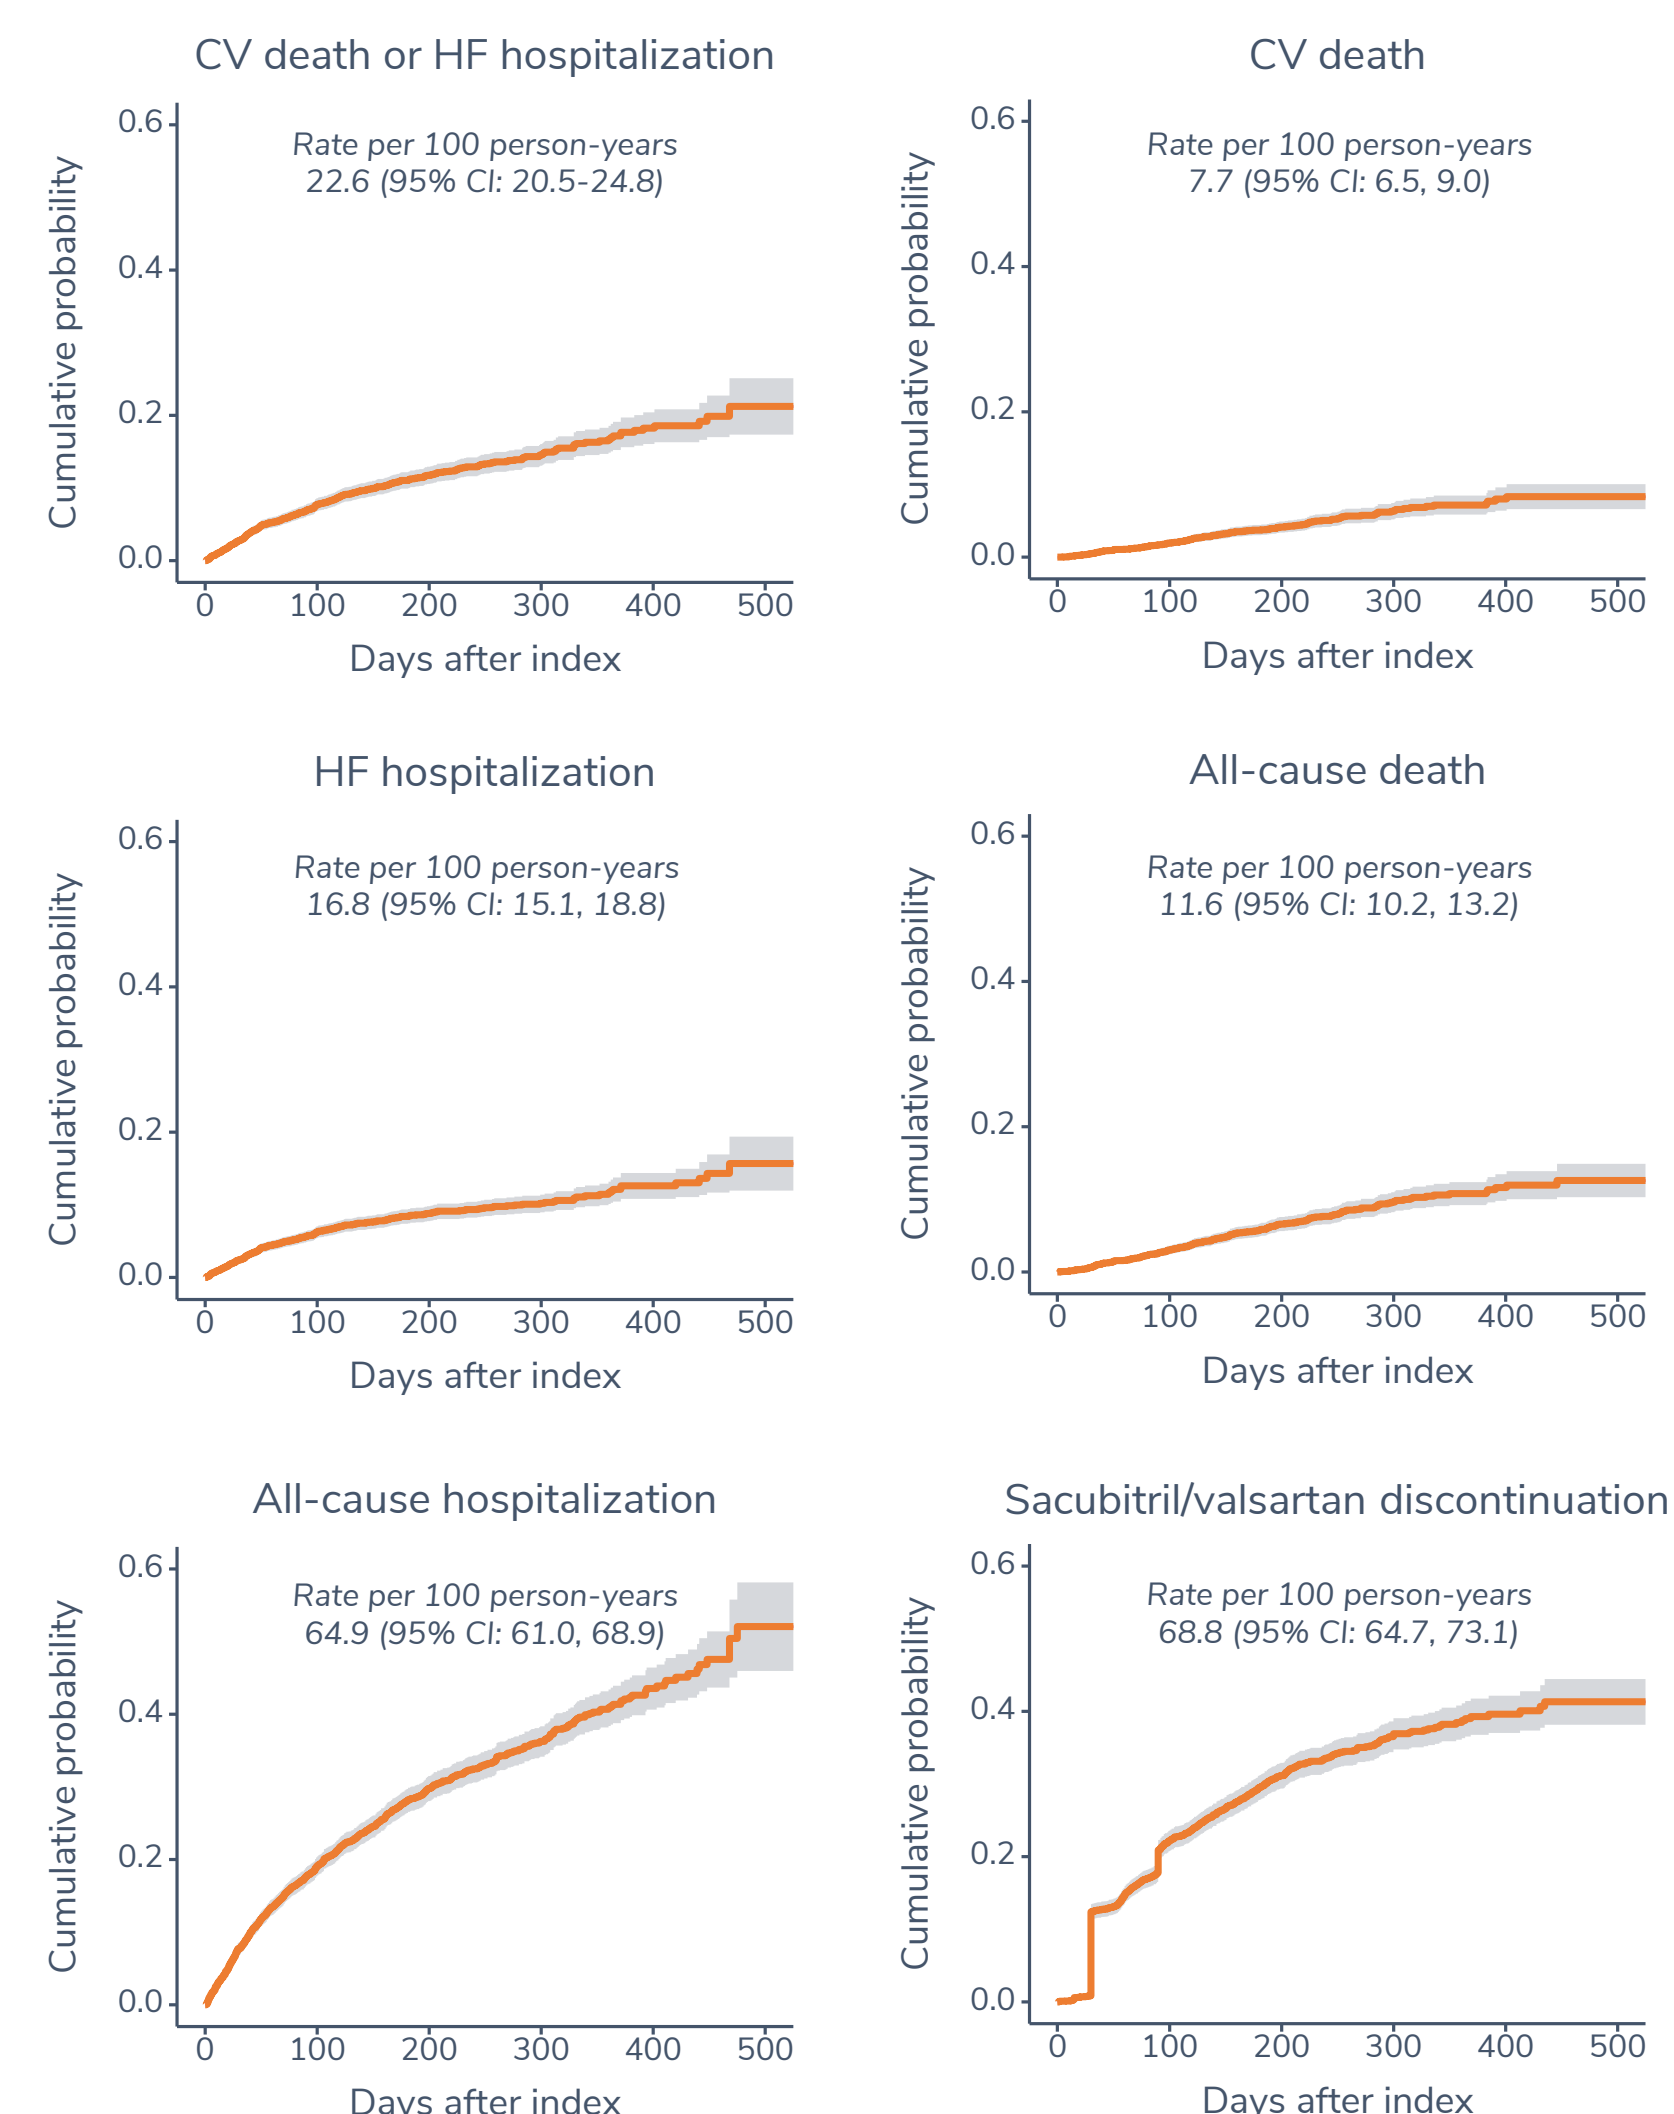 CV death or HF hospitalization
Rate per 100 person-years
22.6 (95% CI: 20.5-24.8)
Cumulative probability
0.6
0.4
0.2
0.0
0 100 200 300 400 500
Days after index
CV death
Rate per 100 person-years
7.7 (95% CI: 6.5, 9.0)
Cumulative probability
0.6
0.4
0.2
0.0
0 100 200 300 400 500
Days after index
HF hospitalization
Rate per 100 person-years
16.8 (95% CI: 15.1, 18.8)
Cumulative probability
0.6
0.4
0.2
0.0
0 100 200 300 400 500
Days after index
All-cause death
Rate per 100 person-years
11.6 (95% CI: 10.2, 13.2)
Cumulative probability
0.6
0.4
0.2
0.0
0 100 200 300 400 500
Days after index
All-cause hospitalization
Rate per 100 person-years
64.9 (95% CI: 61.0, 68.9)
Cumulative probability
0.6
0.4
0.2
0.0
0 100 200 300 400 500
Days after index
Sacubitril/valsartan discontinuation
Rate per 100 person-years
68.8 (95% CI: 64.7, 73.1)
Cumulative probability
0.6
0.4
0.2
0.0
0 100 200 300 400 500
Days after index